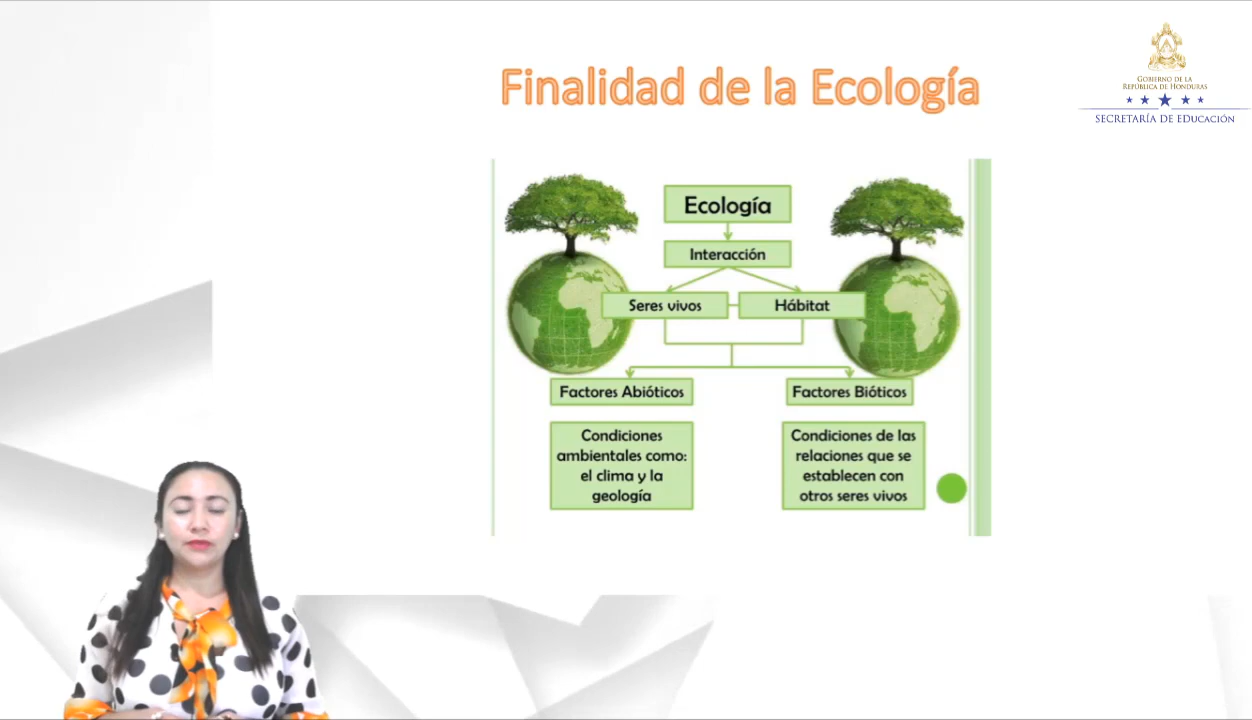 Finalidad de la Ecología
GOBIERNO DE LA
REPÚBLICA DE HONDURAS
SECRETARÍA DE EDUCACIÓN
Ecología
Interacción
Seres vivos
Hábitat
Factores Abióticos
Factores Bióticos
Condiciones
ambientales como:
el clima y la
geología
Condiciones de las
relaciones que se
establecen con
otros seres vivos